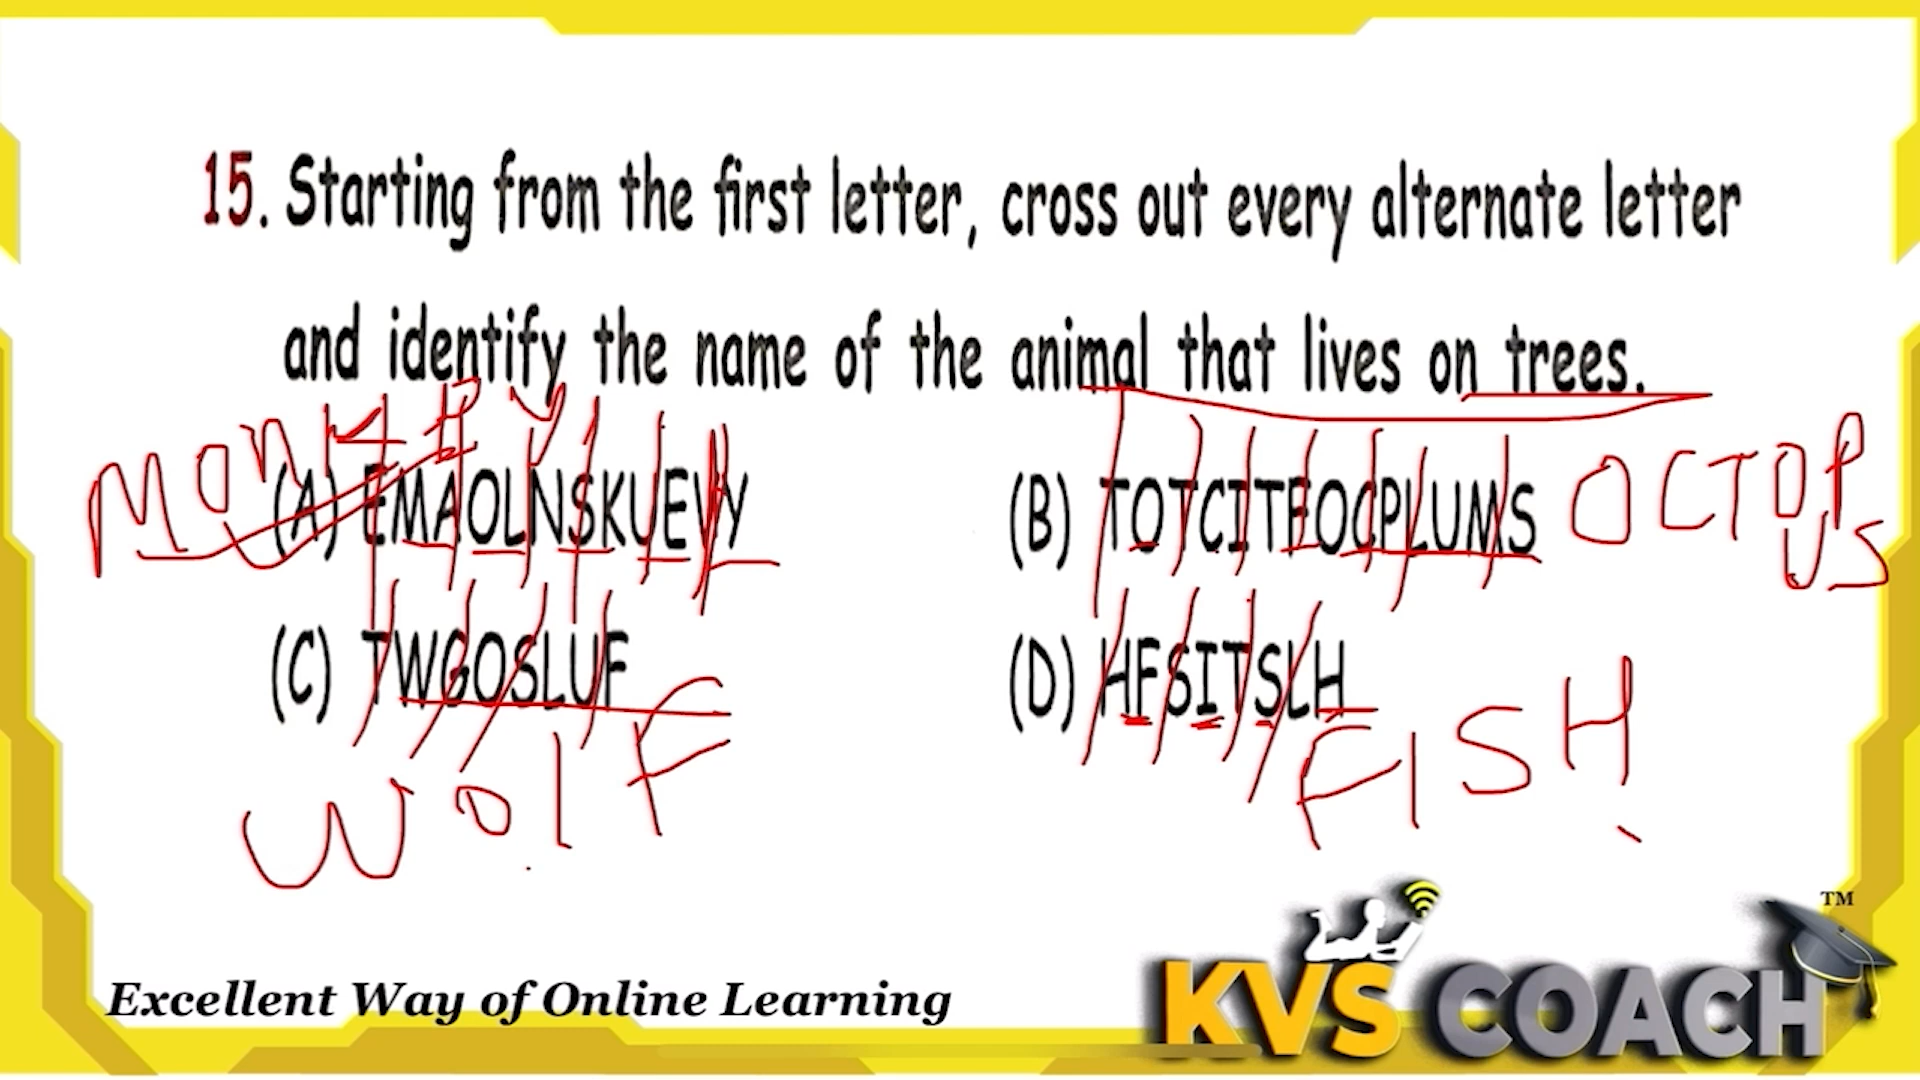 15. Starting from the first letter, cross out every alternate letter
and identify the name of the animal that lives on trees.
MONKEY
(A) EMAOLNSKUEVY (B) TOTCITEOCPLUMS OCTOPUS
(C) TWGOSLUF (D) HFSITSLH
WOLF FISH
Excellent Way of Online Learning
KVS COACH TM